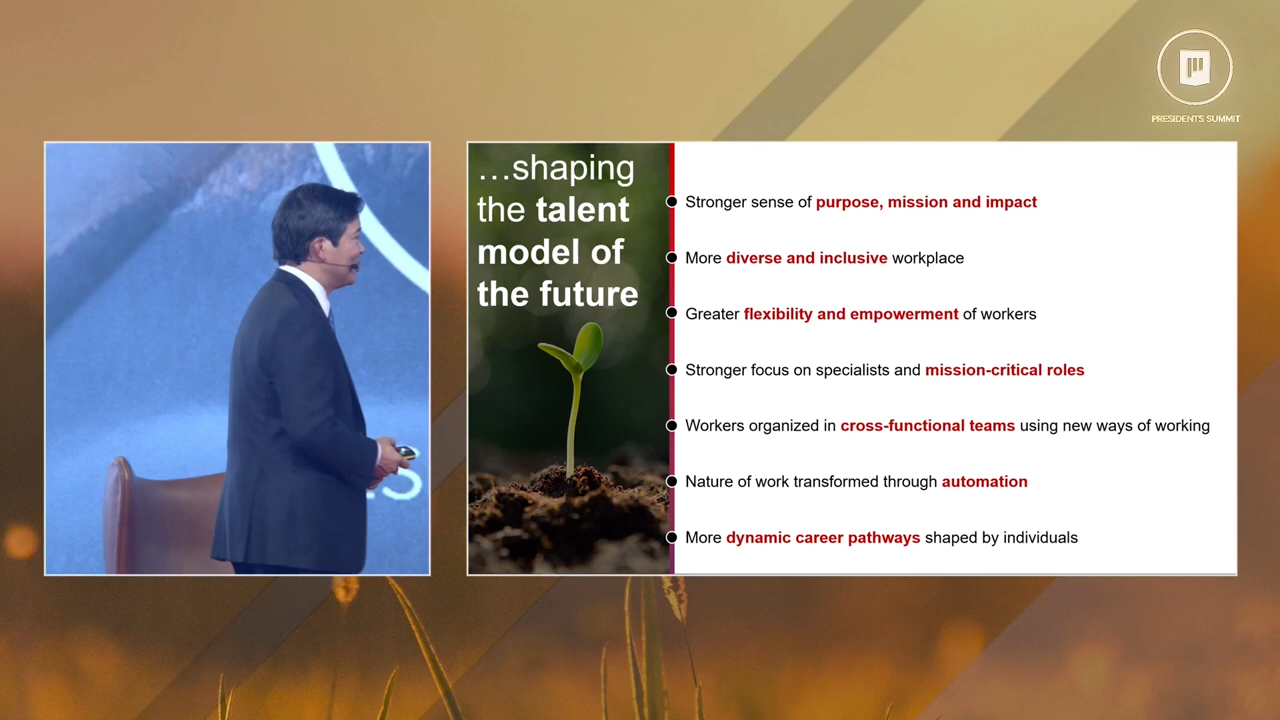 PRESIDENTS SUMMIT
…shaping
the talent
model of
the future
Stronger sense of purpose, mission and impact
More diverse and inclusive workplace
Greater flexibility and empowerment of workers
Stronger focus on specialists and mission-critical roles
Workers organized in cross-functional teams using new ways of working
Nature of work transformed through automation
More dynamic career pathways shaped by individuals